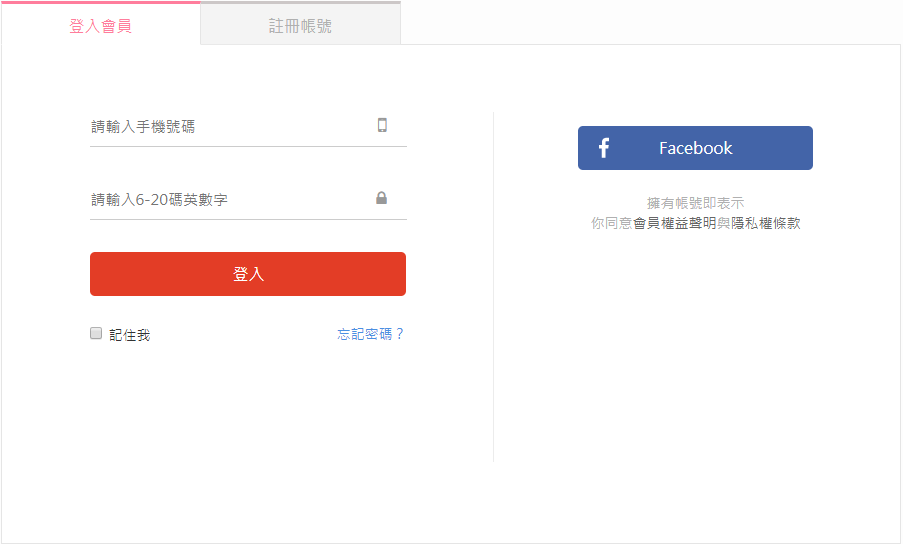 登入會員
註冊帳號
請輸入手機號碼
請輸入6-20碼英數字
登入
記住我
忘記密碼？
Facebook
擁有帳號即表示
你同意會員權益聲明與隱私權條款